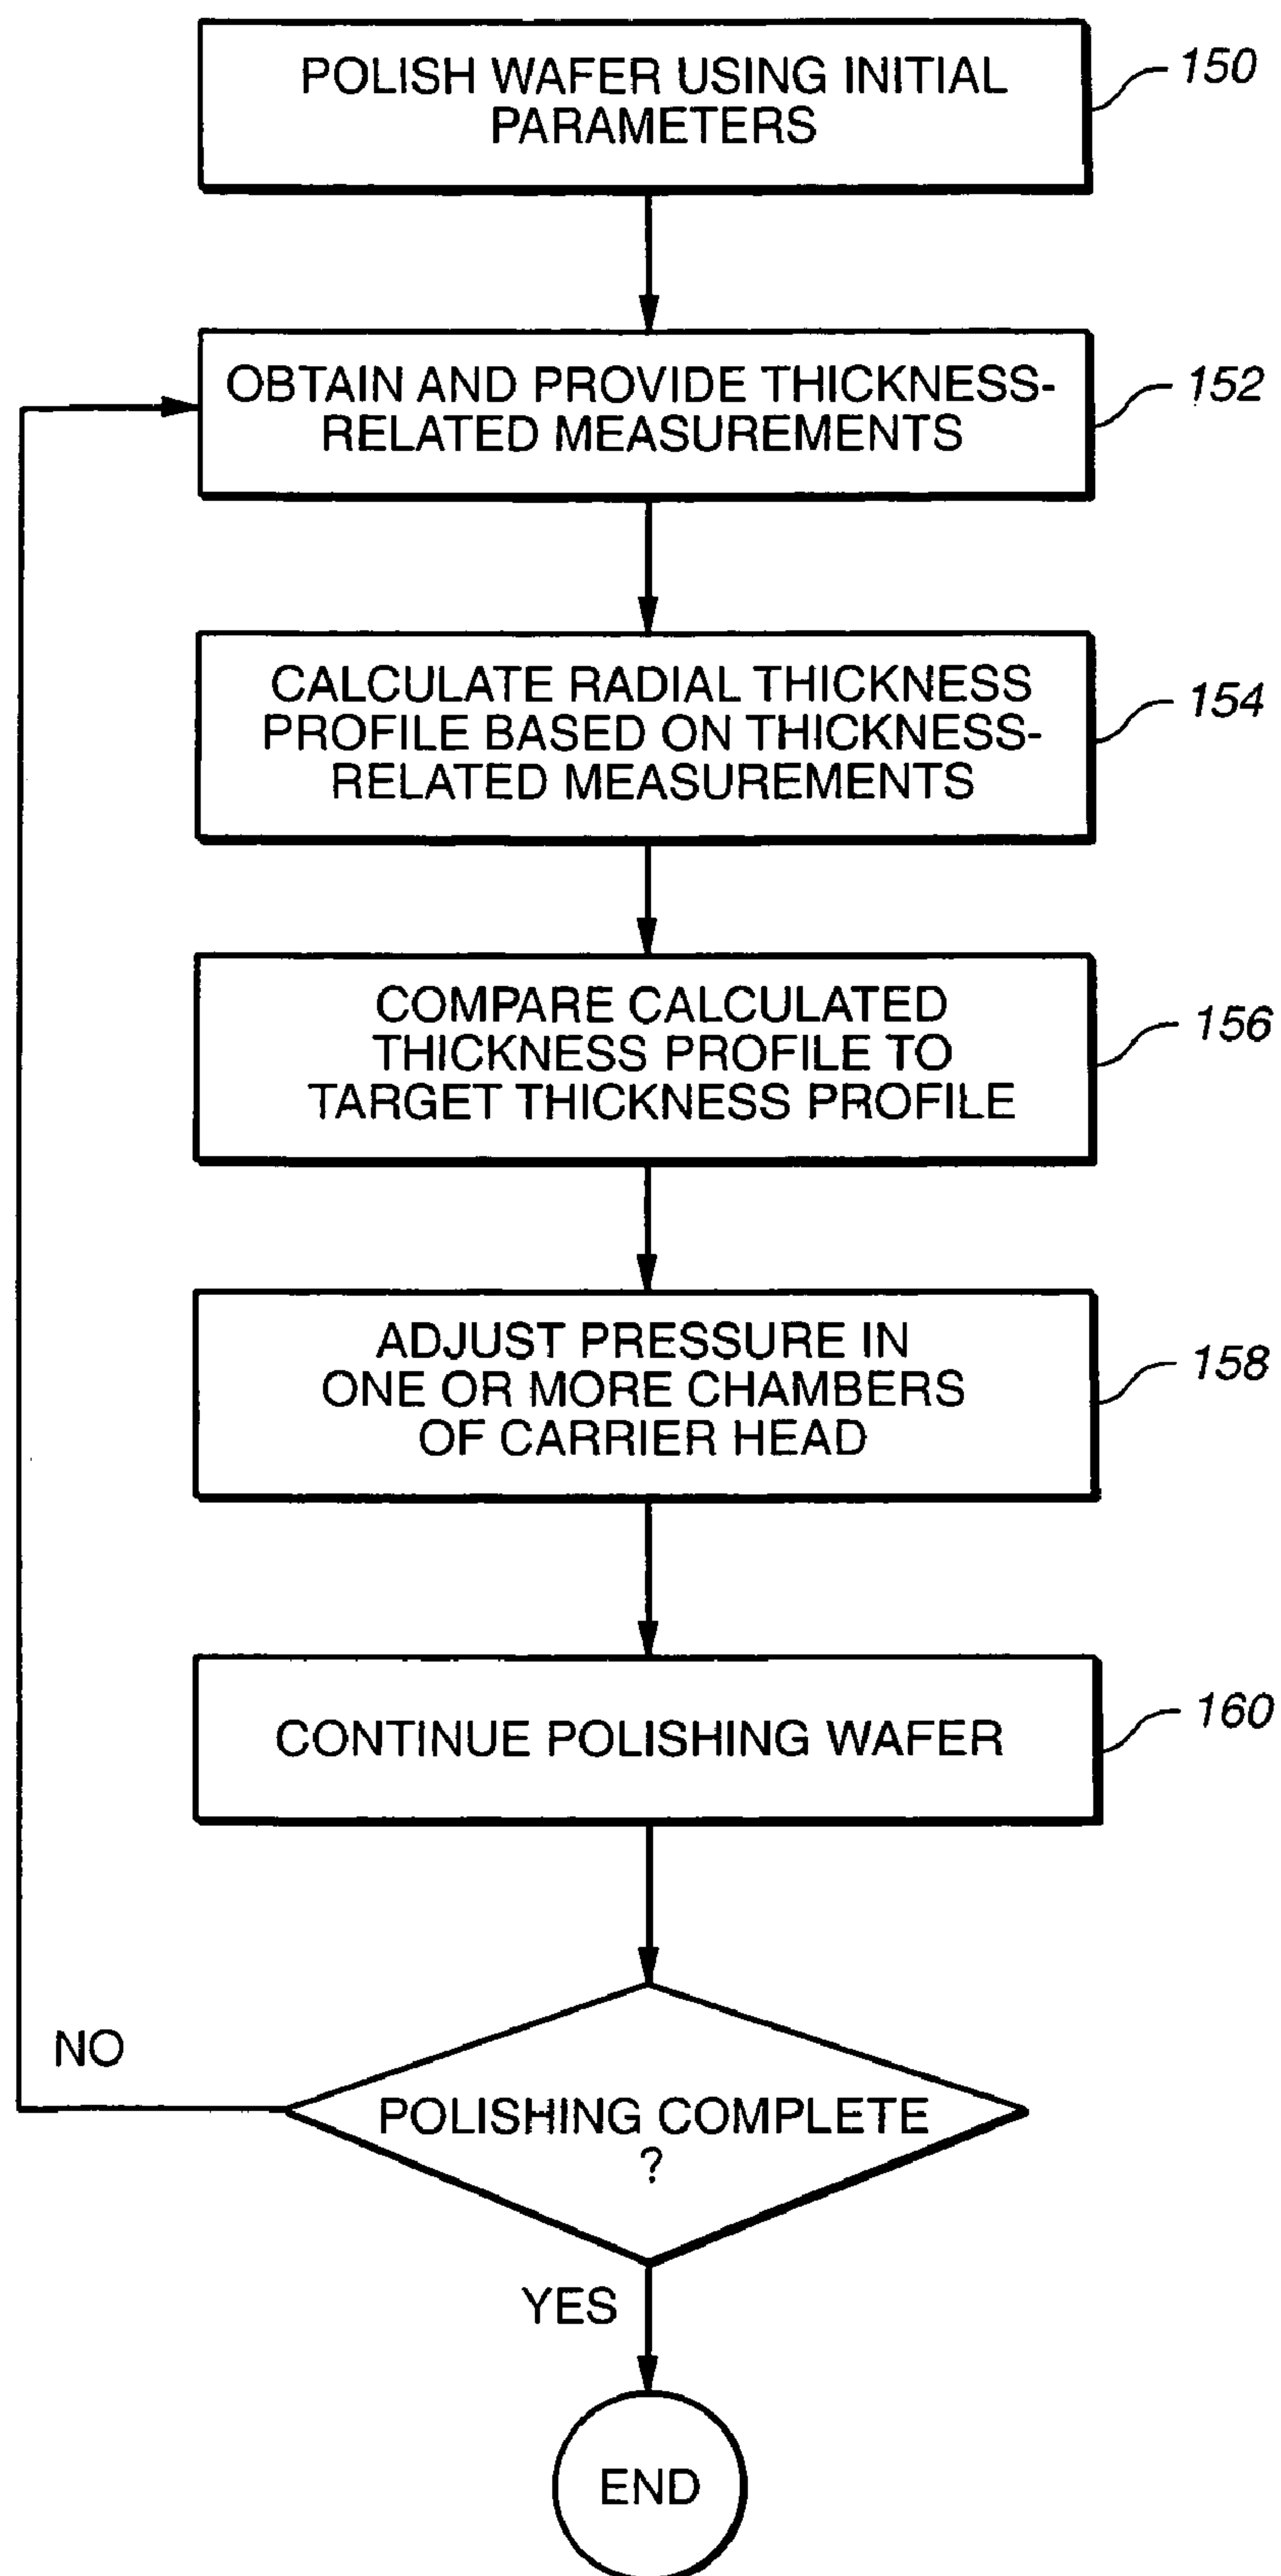 POLISH WAFER USING INITIAL
PARAMETERS
150
OBTAIN AND PROVIDE THICKNESS-
RELATED MEASUREMENTS
152
CALCULATE RADIAL THICKNESS
PROFILE BASED ON THICKNESS-
RELATED MEASUREMENTS
154
COMPARE CALCULATED
THICKNESS PROFILE TO
TARGET THICKNESS PROFILE
156
ADJUST PRESSURE IN
ONE OR MORE CHAMBERS
OF CARRIER HEAD
158
CONTINUE POLISHING WAFER
160
NO
POLISHING COMPLETE
?
YES
END